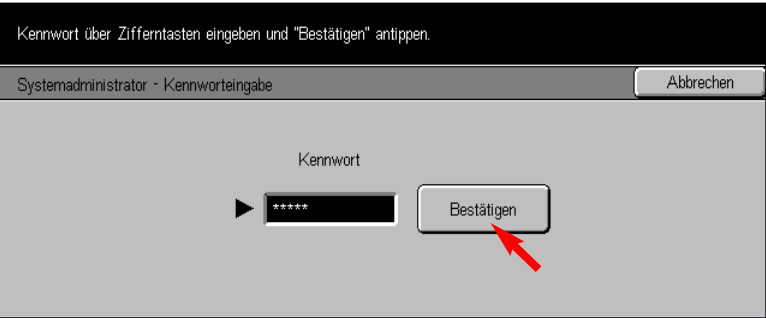 Kennwort über Zifferntasten eingeben und "Bestätigen" antippen.
Systemadministrator - Kennworteingabe
Abbrechen
Kennwort
*****
Bestätigen